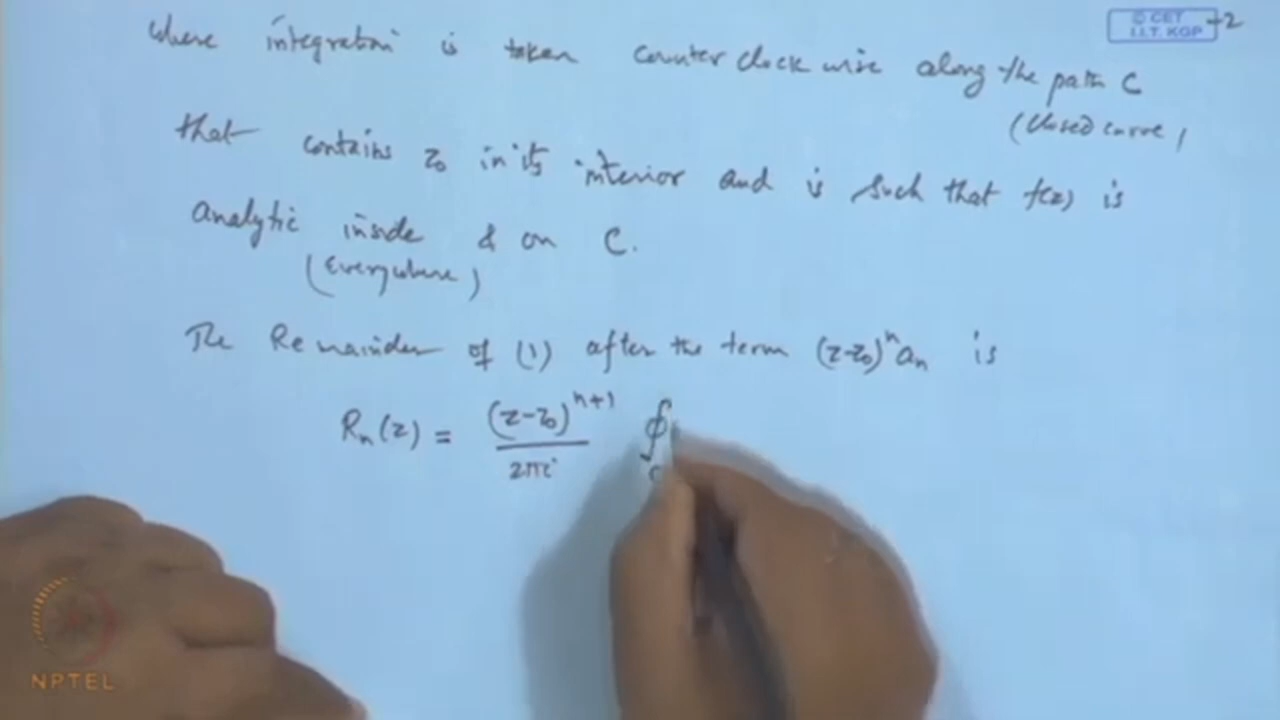 where integration is taken counter clock wise along the path C
(closed curve)
that contains z₀ in its interior and is such that f(z) is
analytic inside & on C.
(Everywhere)
The Remainder of (1) after the term (z-z₀)ⁿ aₙ is
Rₙ(z) = (z-z₀)ⁿ⁺¹ / 2πi ∮_C
© CET
I.I.T. KGP
+2
NPTEL